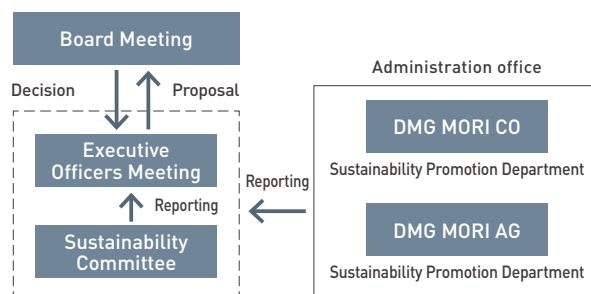 Board Meeting
Decision
Proposal
Executive
Officers Meeting
Reporting
Sustainability
Committee
Reporting
Administration office
DMG MORI CO
Sustainability Promotion Department
DMG MORI AG
Sustainability Promotion Department